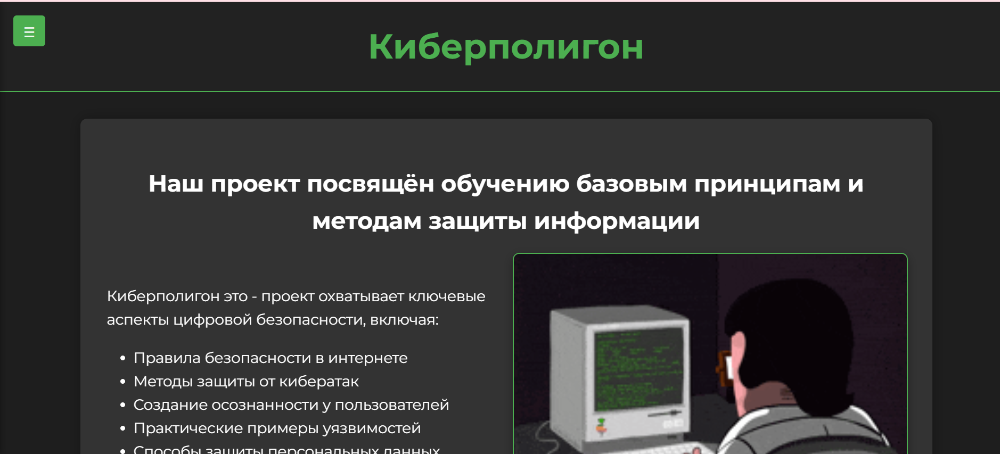 Киберполигон
Наш проект посвящён обучению базовым принципам и
методам защиты информации
Киберполигон это - проект охватывает ключевые
аспекты цифровой безопасности, включая:
• Правила безопасности в интернете
• Методы защиты от кибератак
• Создание осознанности у пользователей
• Практические примеры уязвимостей
• Способы защиты персональных данных